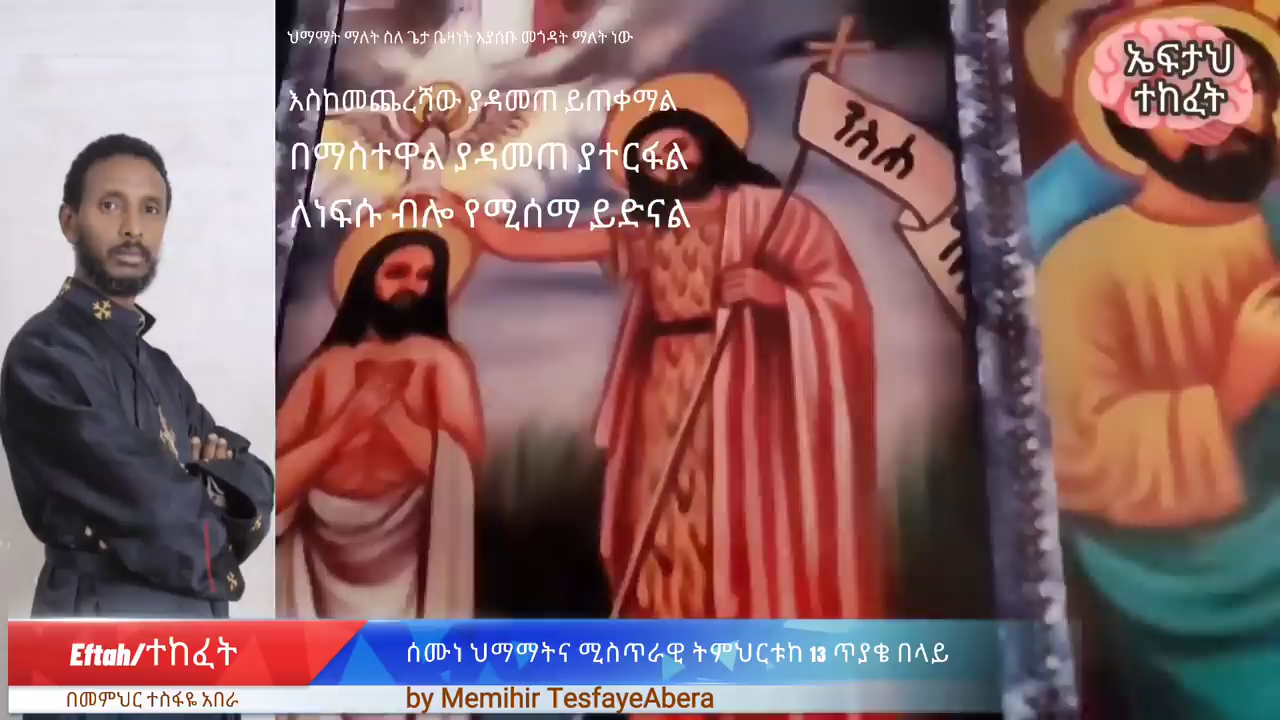 ህማማት ማለት ስለ ጌታ ቤዛነት እያሰቡ መጎዳት ማለት ነው
እስከመጨረሻው ያዳመጠ ይጠቀማል
በማስተዋል ያዳመጠ ያተርፋል
ለነፍሱ ብሎ የሚሰማ ይድናል
ኤፍታህ
ተከፈት
ንስሐ
Eftah/ተከፈት
ሰሙነ ህማማትና ሚስጥራዊ ትምህርቱከ 13 ጥያቄ በላይ
በመምህር ተስፋዬ አበራ
by Memihir TesfayeAbera